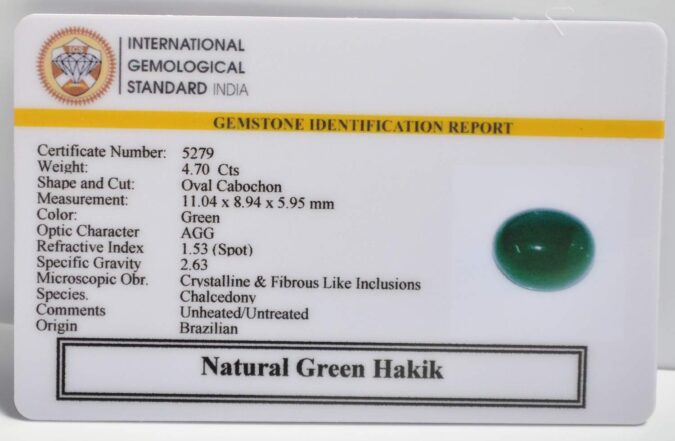 IGS
INTERNATIONAL
GEMOLOGICAL
STANDARD INDIA
GEMSTONE IDENTIFICATION REPORT
Certificate Number: 5279
Weight: 4.70 Cts
Shape and Cut: Oval Cabochon
Measurement: 11.04 x 8.94 x 5.95 mm
Color: Green
Optic Character AGG
Refractive Index 1.53 (Spot)
Specific Gravity 2.63
Microscopic Obr. Crystalline & Fibrous Like Inclusions
Species. Chalcedony
Comments Unheated/Untreated
Origin Brazilian
Natural Green Hakik